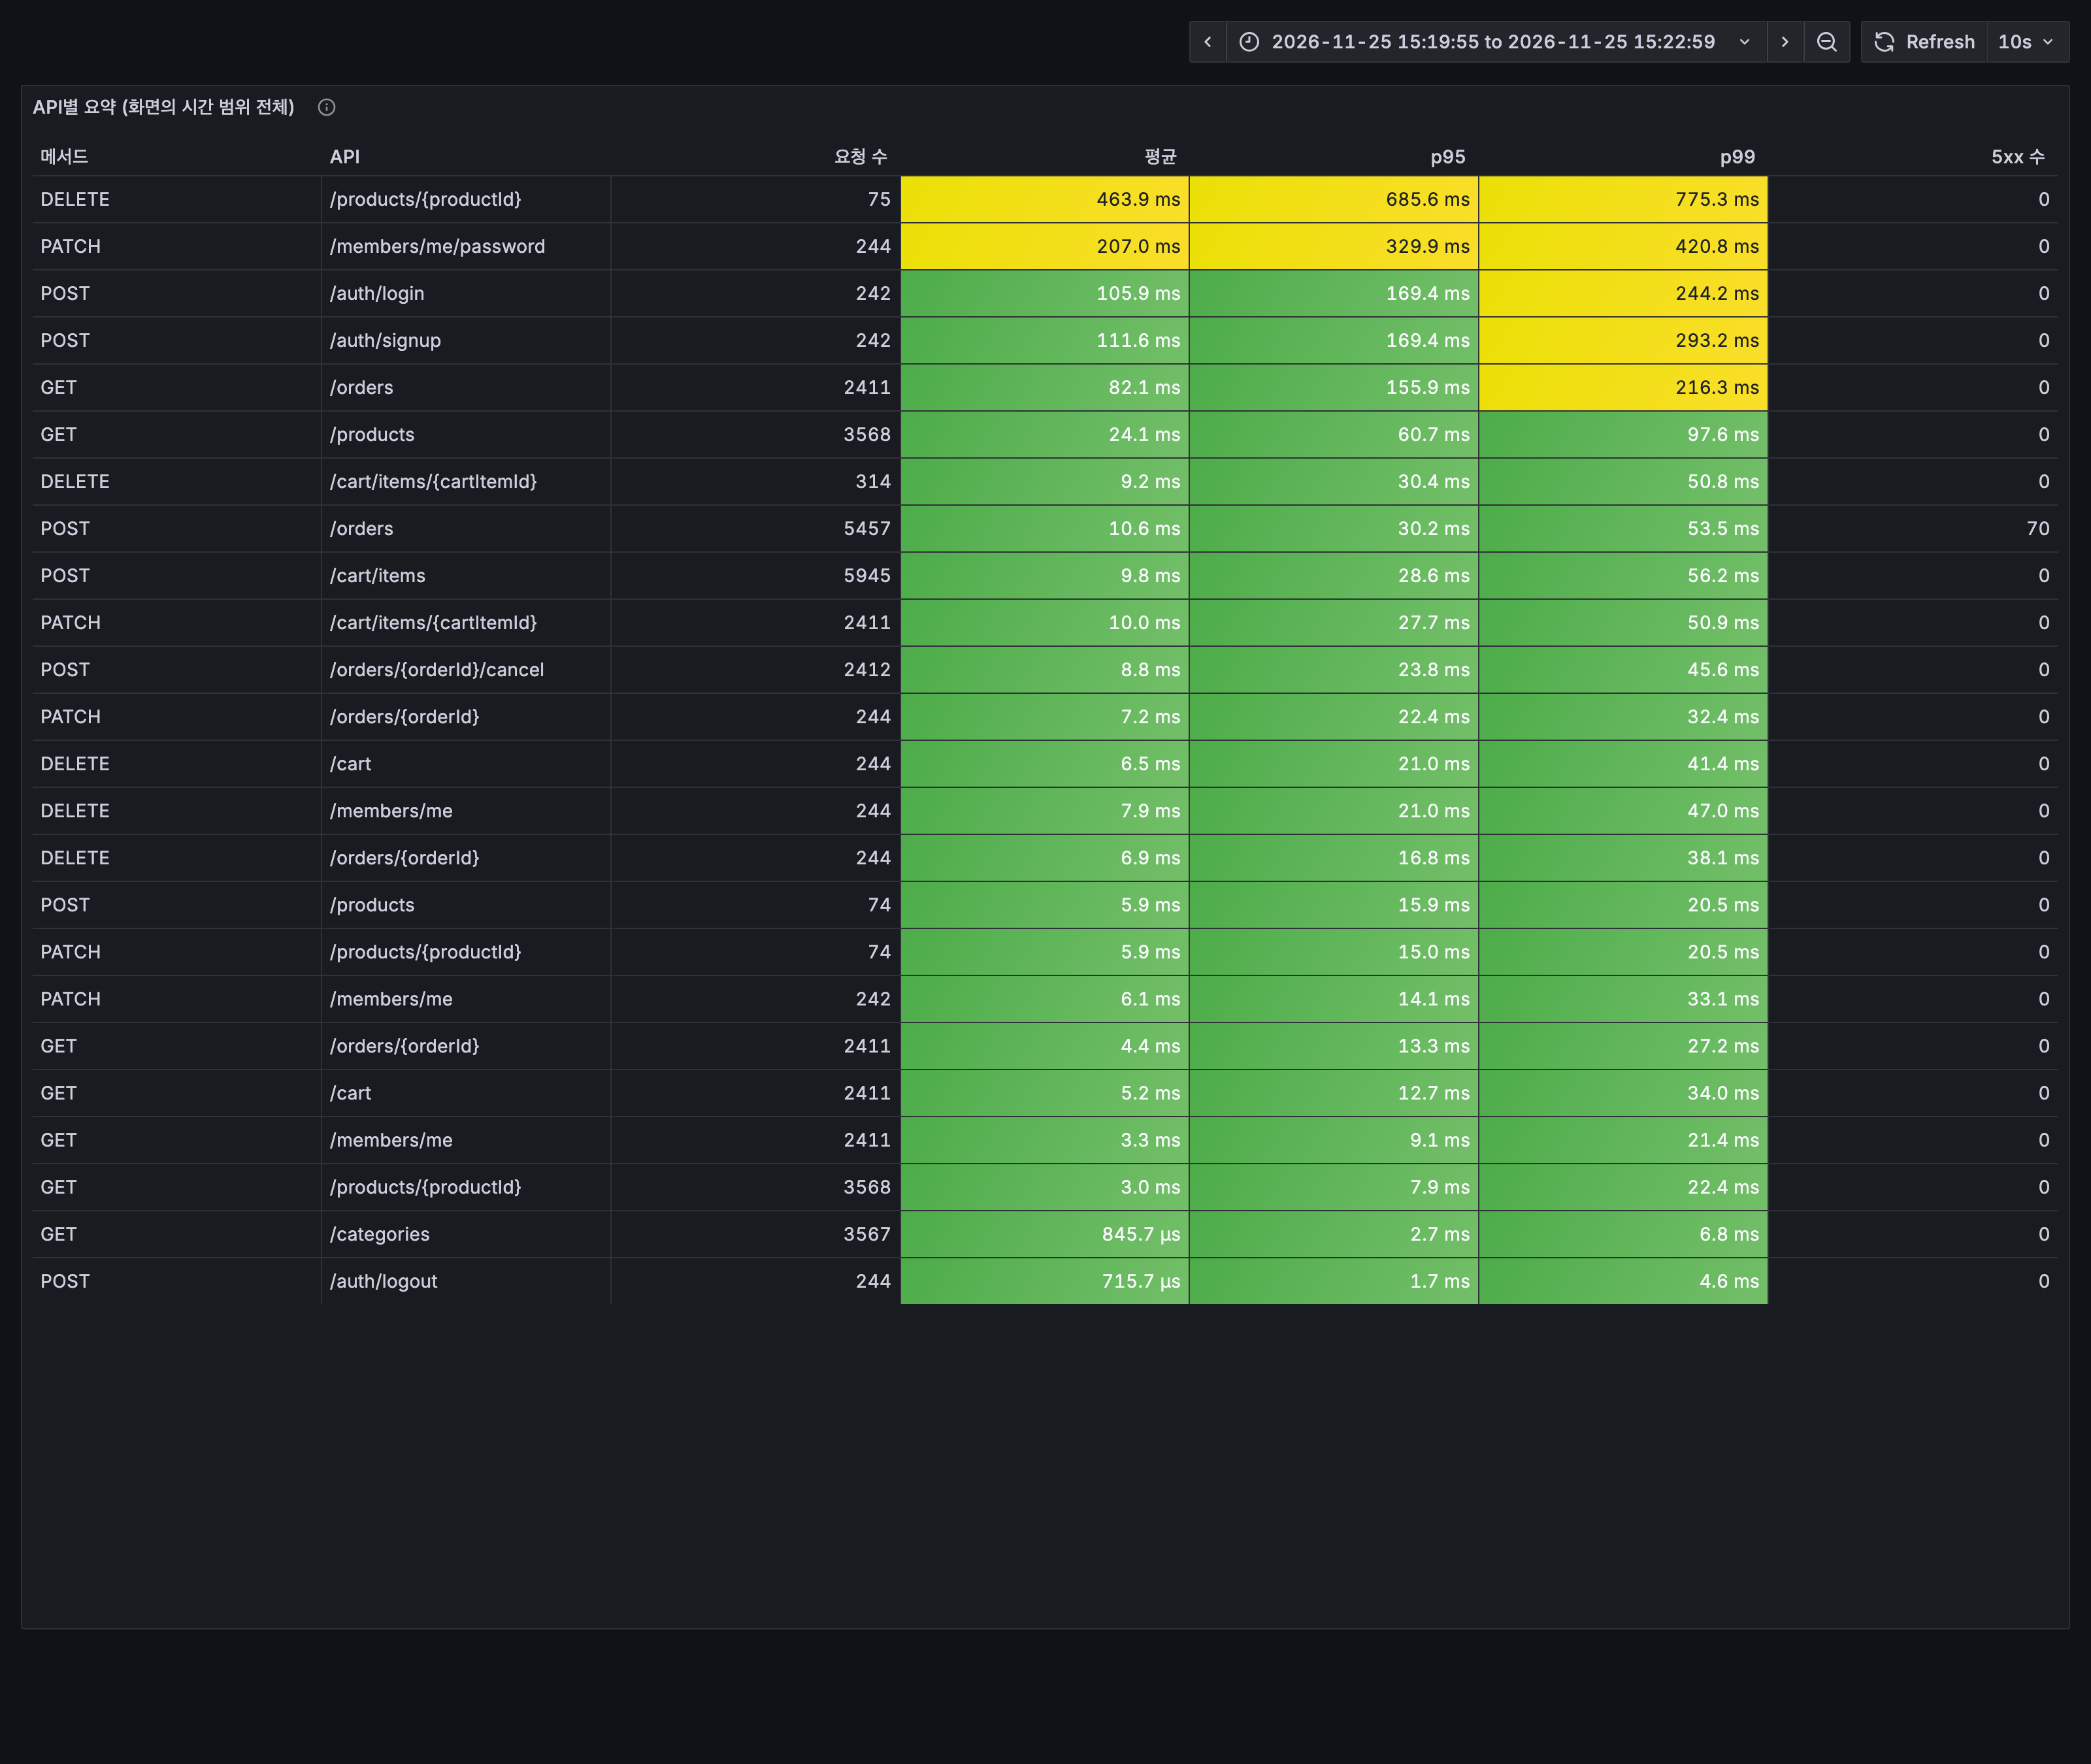 2026-11-25 15:19:55 to 2026-11-25 15:22:59 Refresh 10s
API별 요약 (화면의 시간 범위 전체)
메서드 API 요청 수 평균 p95 p99 5xx 수
DELETE /products/{productId} 75 463.9 ms 685.6 ms 775.3 ms 0
PATCH /members/me/password 244 207.0 ms 329.9 ms 420.8 ms 0
POST /auth/login 242 105.9 ms 169.4 ms 244.2 ms 0
POST /auth/signup 242 111.6 ms 169.4 ms 293.2 ms 0
GET /orders 2411 82.1 ms 155.9 ms 216.3 ms 0
GET /products 3568 24.1 ms 60.7 ms 97.6 ms 0
DELETE /cart/items/{cartItemId} 314 9.2 ms 30.4 ms 50.8 ms 0
POST /orders 5457 10.6 ms 30.2 ms 53.5 ms 70
POST /cart/items 5945 9.8 ms 28.6 ms 56.2 ms 0
PATCH /cart/items/{cartItemId} 2411 10.0 ms 27.7 ms 50.9 ms 0
POST /orders/{orderId}/cancel 2412 8.8 ms 23.8 ms 45.6 ms 0
PATCH /orders/{orderId} 244 7.2 ms 22.4 ms 32.4 ms 0
DELETE /cart 244 6.5 ms 21.0 ms 41.4 ms 0
DELETE /members/me 244 7.9 ms 21.0 ms 47.0 ms 0
DELETE /orders/{orderId} 244 6.9 ms 16.8 ms 38.1 ms 0
POST /products 74 5.9 ms 15.9 ms 20.5 ms 0
PATCH /products/{productId} 74 5.9 ms 15.0 ms 20.5 ms 0
PATCH /members/me 242 6.1 ms 14.1 ms 33.1 ms 0
GET /orders/{orderId} 2411 4.4 ms 13.3 ms 27.2 ms 0
GET /cart 2411 5.2 ms 12.7 ms 34.0 ms 0
GET /members/me 2411 3.3 ms 9.1 ms 21.4 ms 0
GET /products/{productId} 3568 3.0 ms 7.9 ms 22.4 ms 0
GET /categories 3567 845.7 µs 2.7 ms 6.8 ms 0
POST /auth/logout 244 715.7 µs 1.7 ms 4.6 ms 0